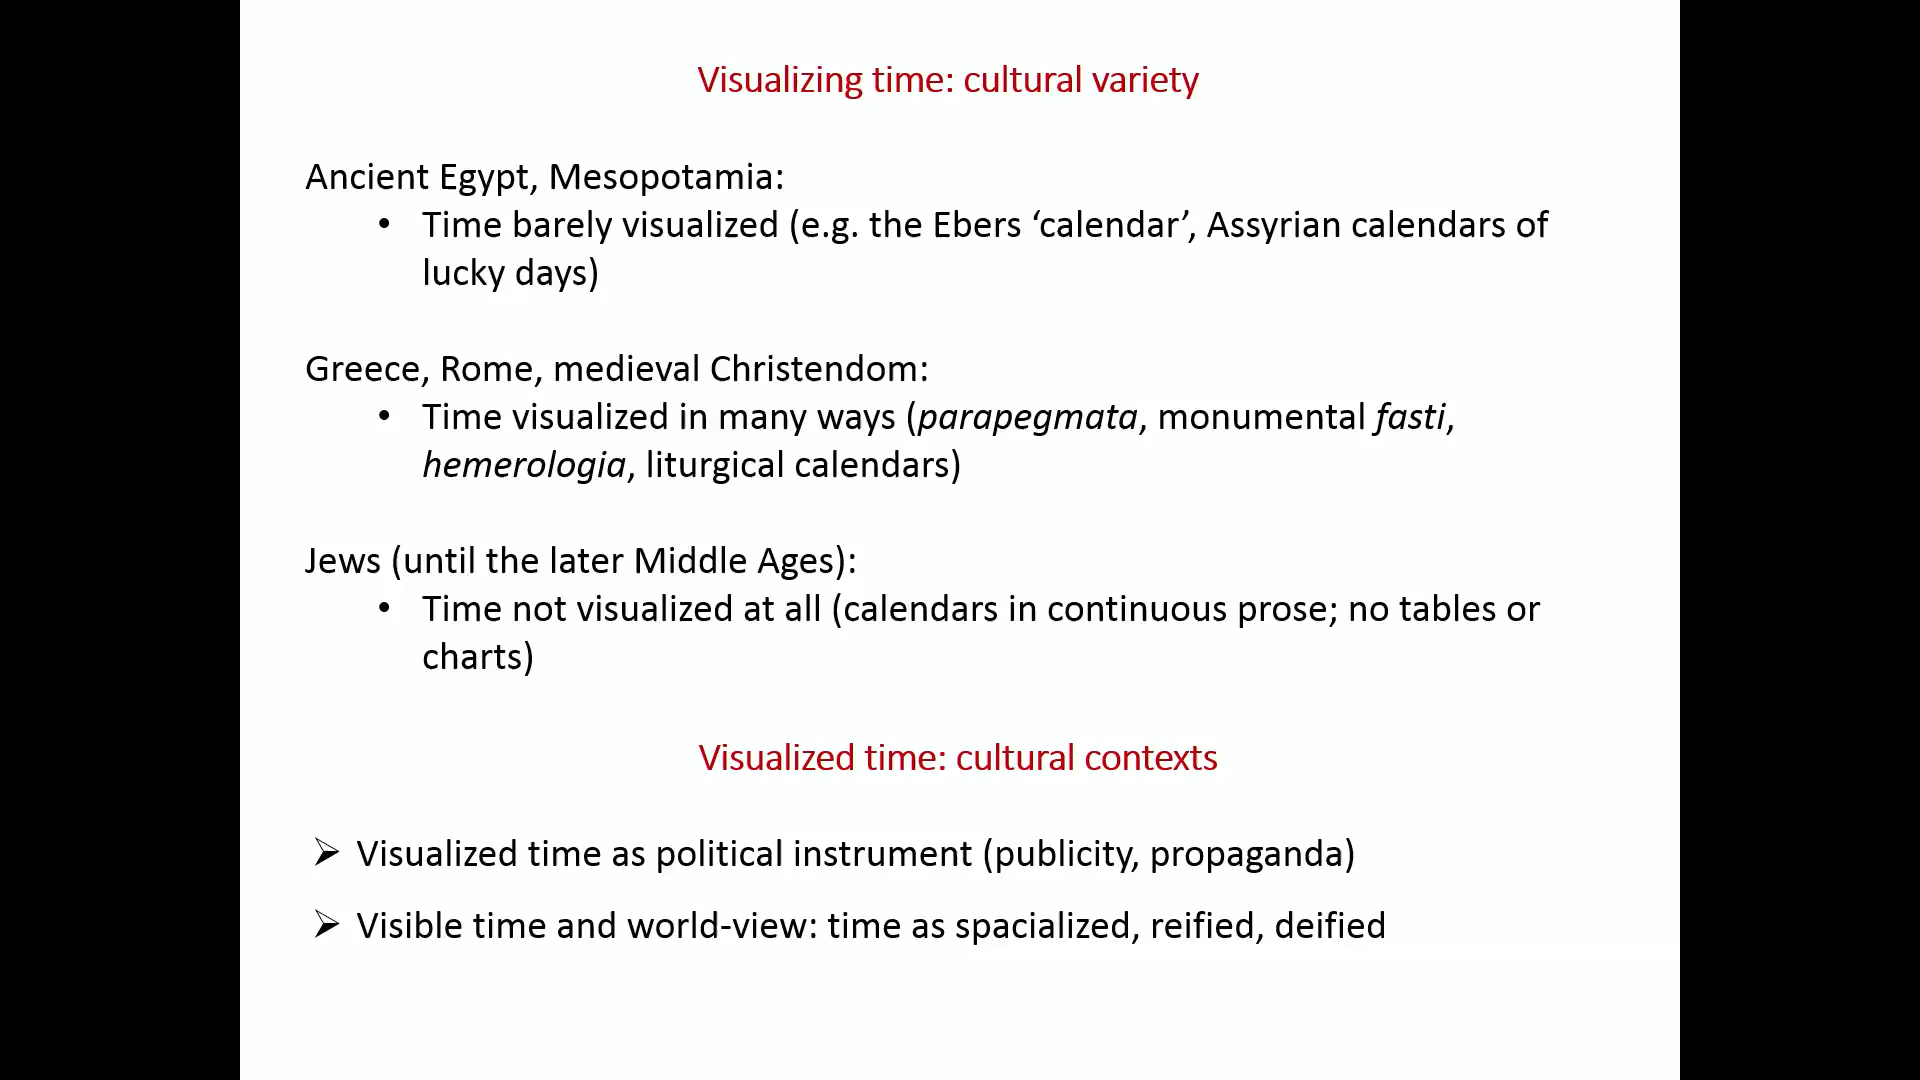 Visualizing time: cultural variety
Ancient Egypt, Mesopotamia:
• Time barely visualized (e.g. the Ebers ‘calendar’, Assyrian calendars of
lucky days)
Greece, Rome, medieval Christendom:
• Time visualized in many ways (parapegmata, monumental fasti,
hemerologia, liturgical calendars)
Jews (until the later Middle Ages):
• Time not visualized at all (calendars in continuous prose; no tables or
charts)
Visualized time: cultural contexts
➢ Visualized time as political instrument (publicity, propaganda)
➢ Visible time and world-view: time as spacialized, reified, deified